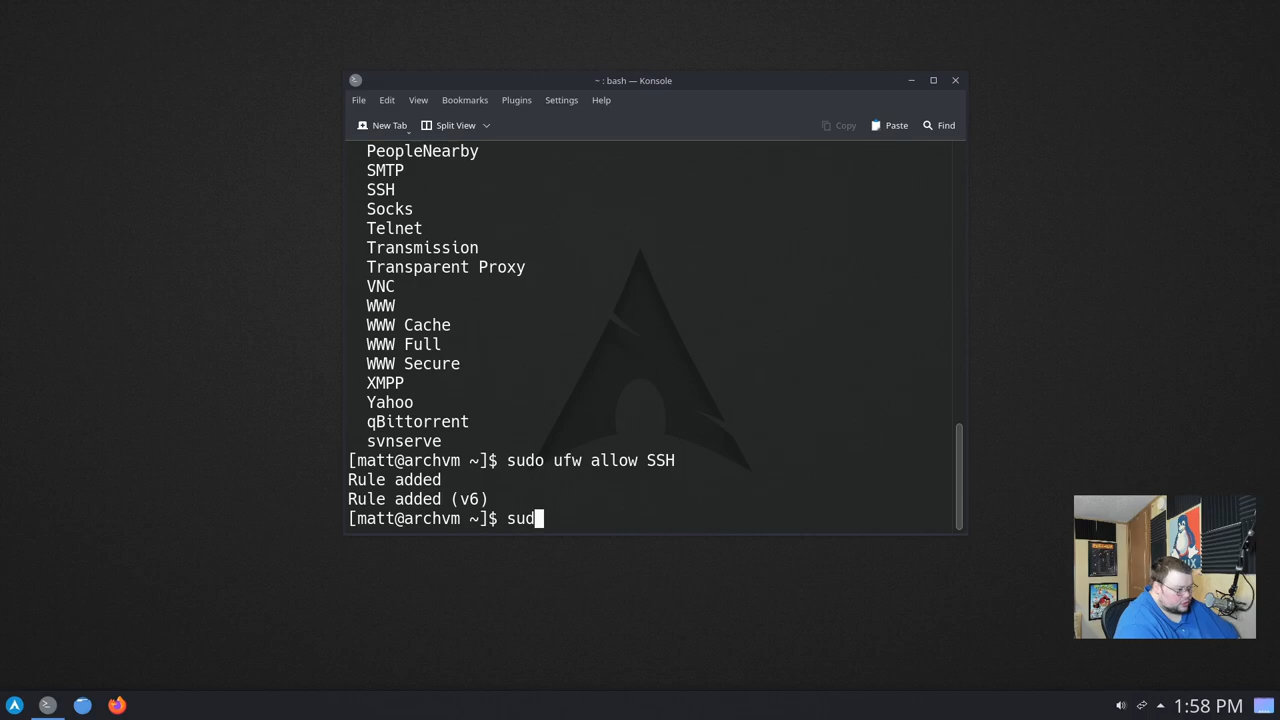 ~ : bash — Konsole
File Edit View Bookmarks Plugins Settings Help
New Tab Split View Copy Paste Find
PeopleNearby
SMTP
SSH
Socks
Telnet
Transmission
Transparent Proxy
VNC
WWW
WWW Cache
WWW Full
WWW Secure
XMPP
Yahoo
qBittorrent
svnserve
[matt@archvm ~]$ sudo ufw allow SSH
Rule added
Rule added (v6)
[matt@archvm ~]$ sud
1:58 PM